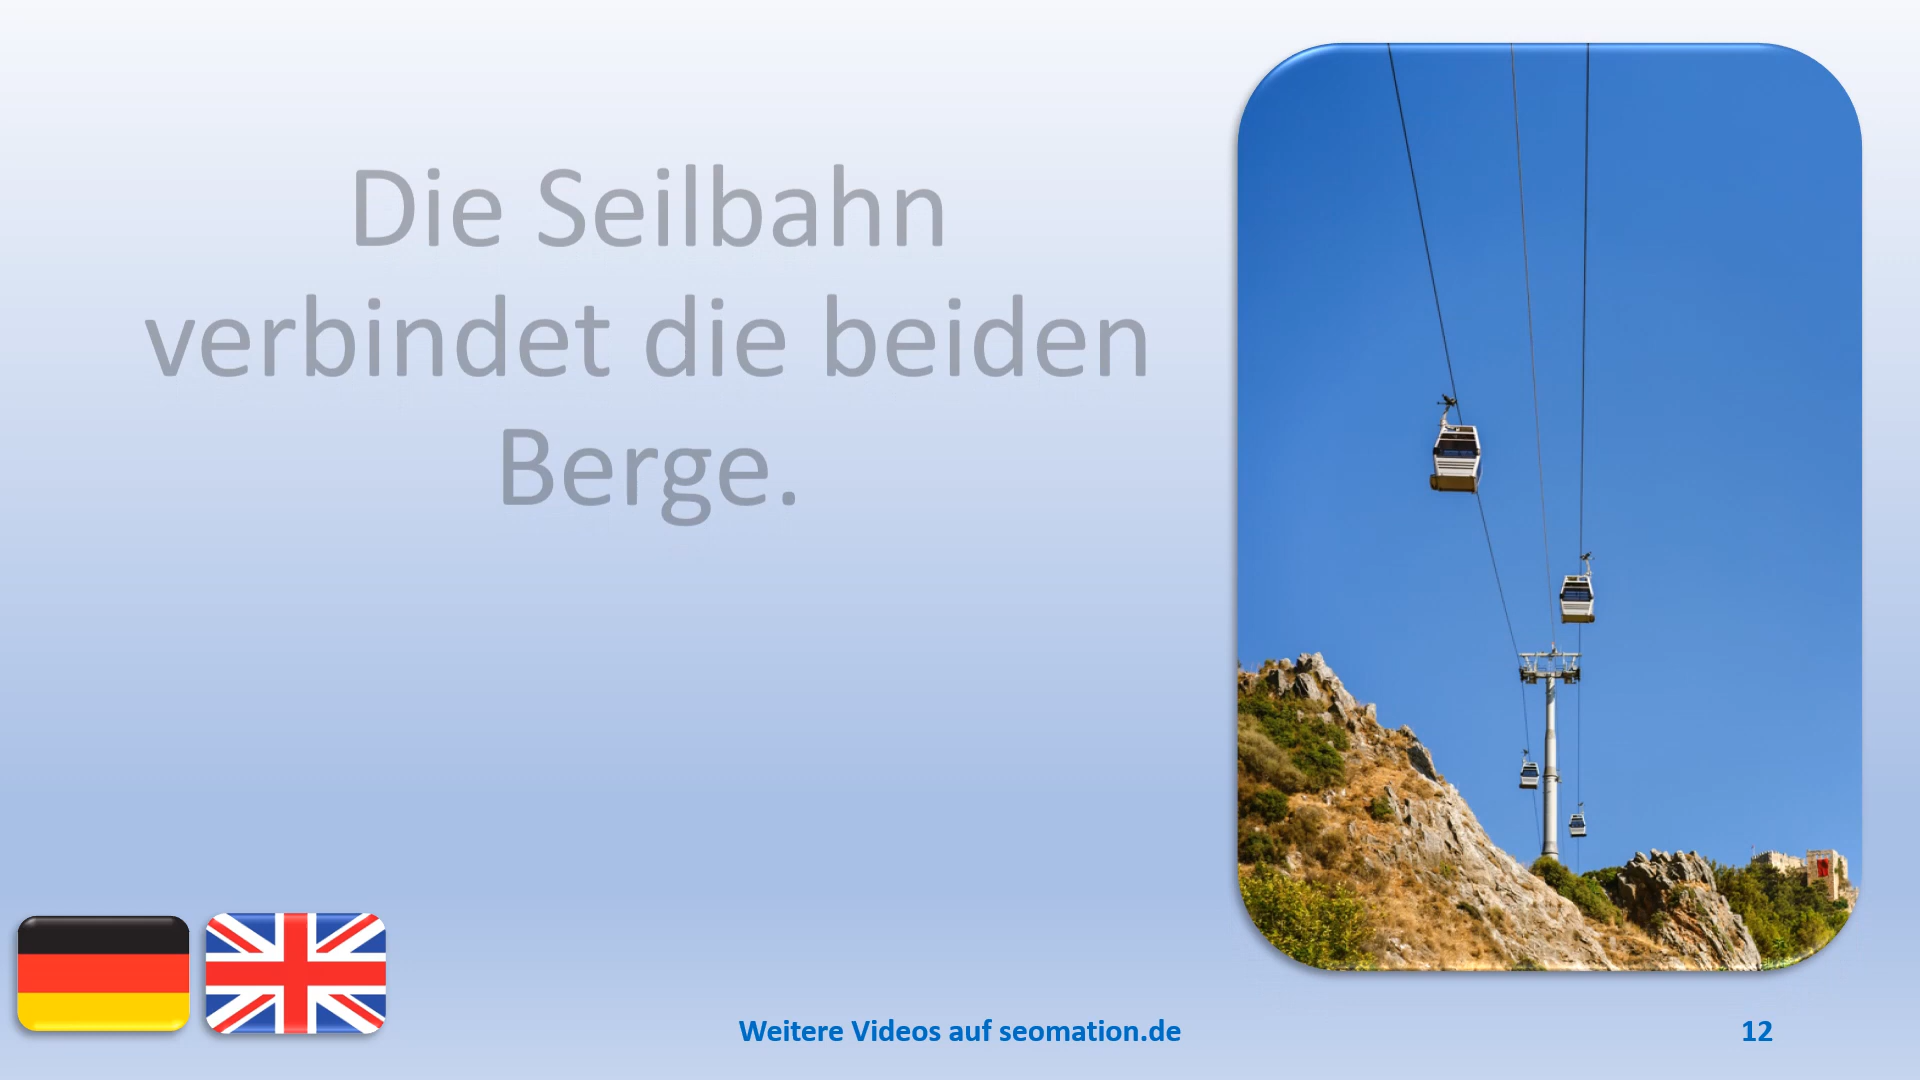 Die Seilbahn
verbindet die beiden
Berge.
Weitere Videos auf seomation.de
12